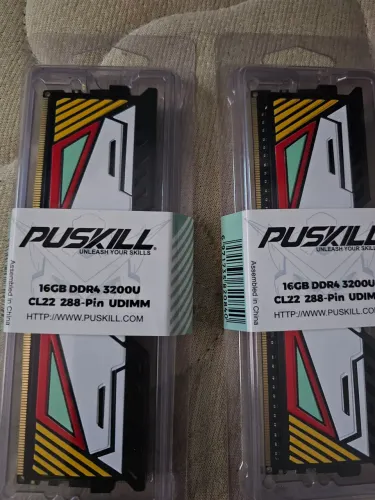 PUSKILL
UNLEASH YOUR SKILLS
16GB DDR4 3200U
CL22 288-Pin UDIMM
HTTP://WWW.PUSKILL.COM
Assembled in China
PUSKILL
UNLEASH YOUR SKILLS
16GB DDR4 3200U
CL22 288-Pin UDIMM
HTTP://WWW.PUSKILL.COM
Assembled in China